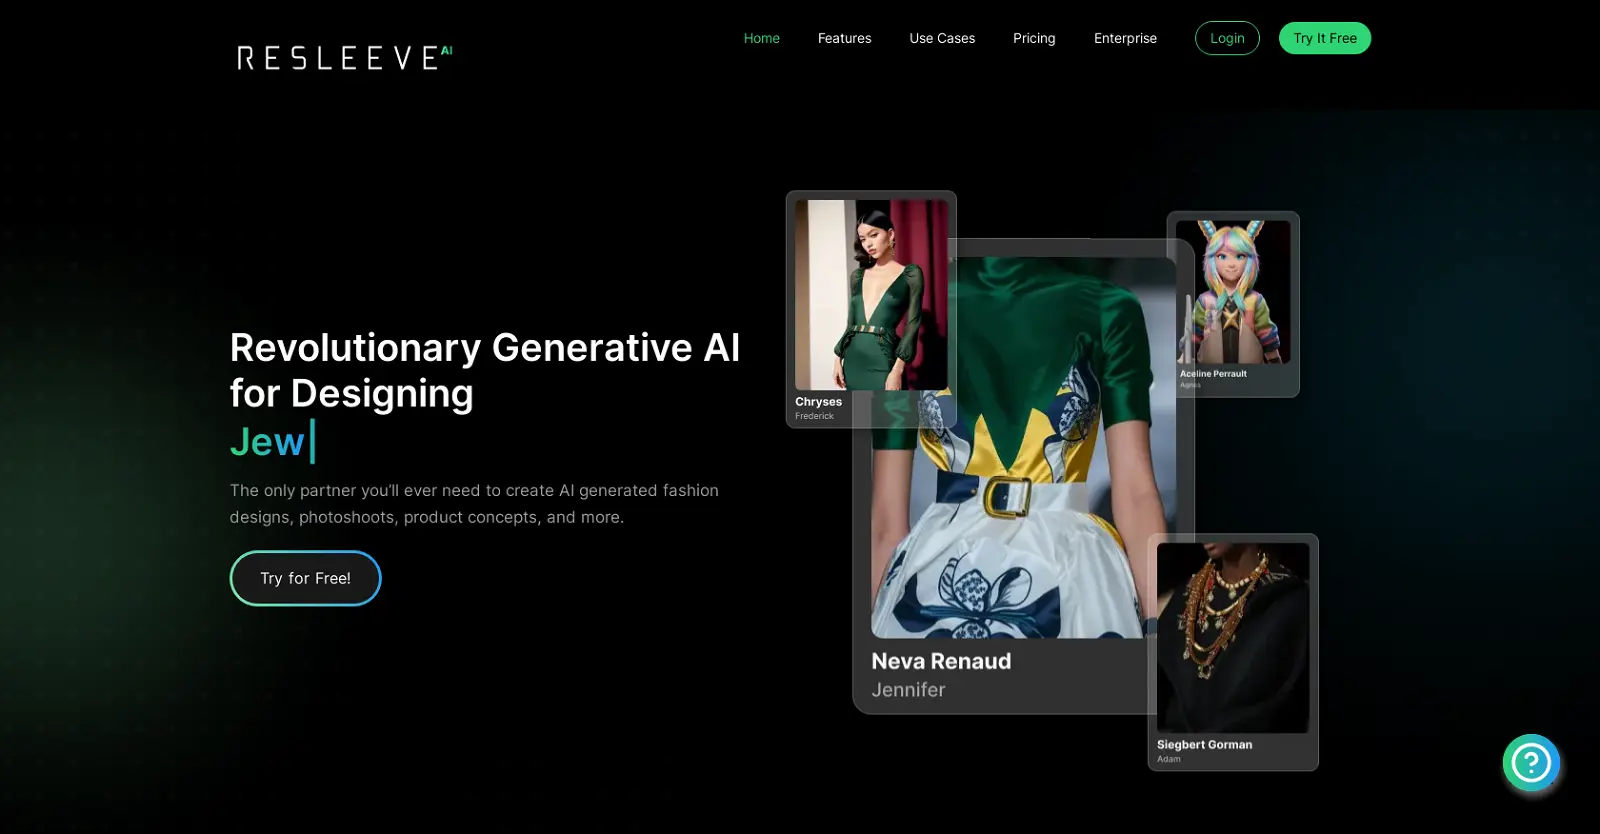 RESLEEVE AI
Home Features Use Cases Pricing Enterprise Login Try It Free
Revolutionary Generative AI
for Designing
Jew
The only partner you'll ever need to create AI generated fashion
designs, photoshoots, product concepts, and more.
Try for Free!
Chryses
Frederick
Aceline Perrault
Agnes
Neva Renaud
Jennifer
Siegbert Gorman
Adam
?